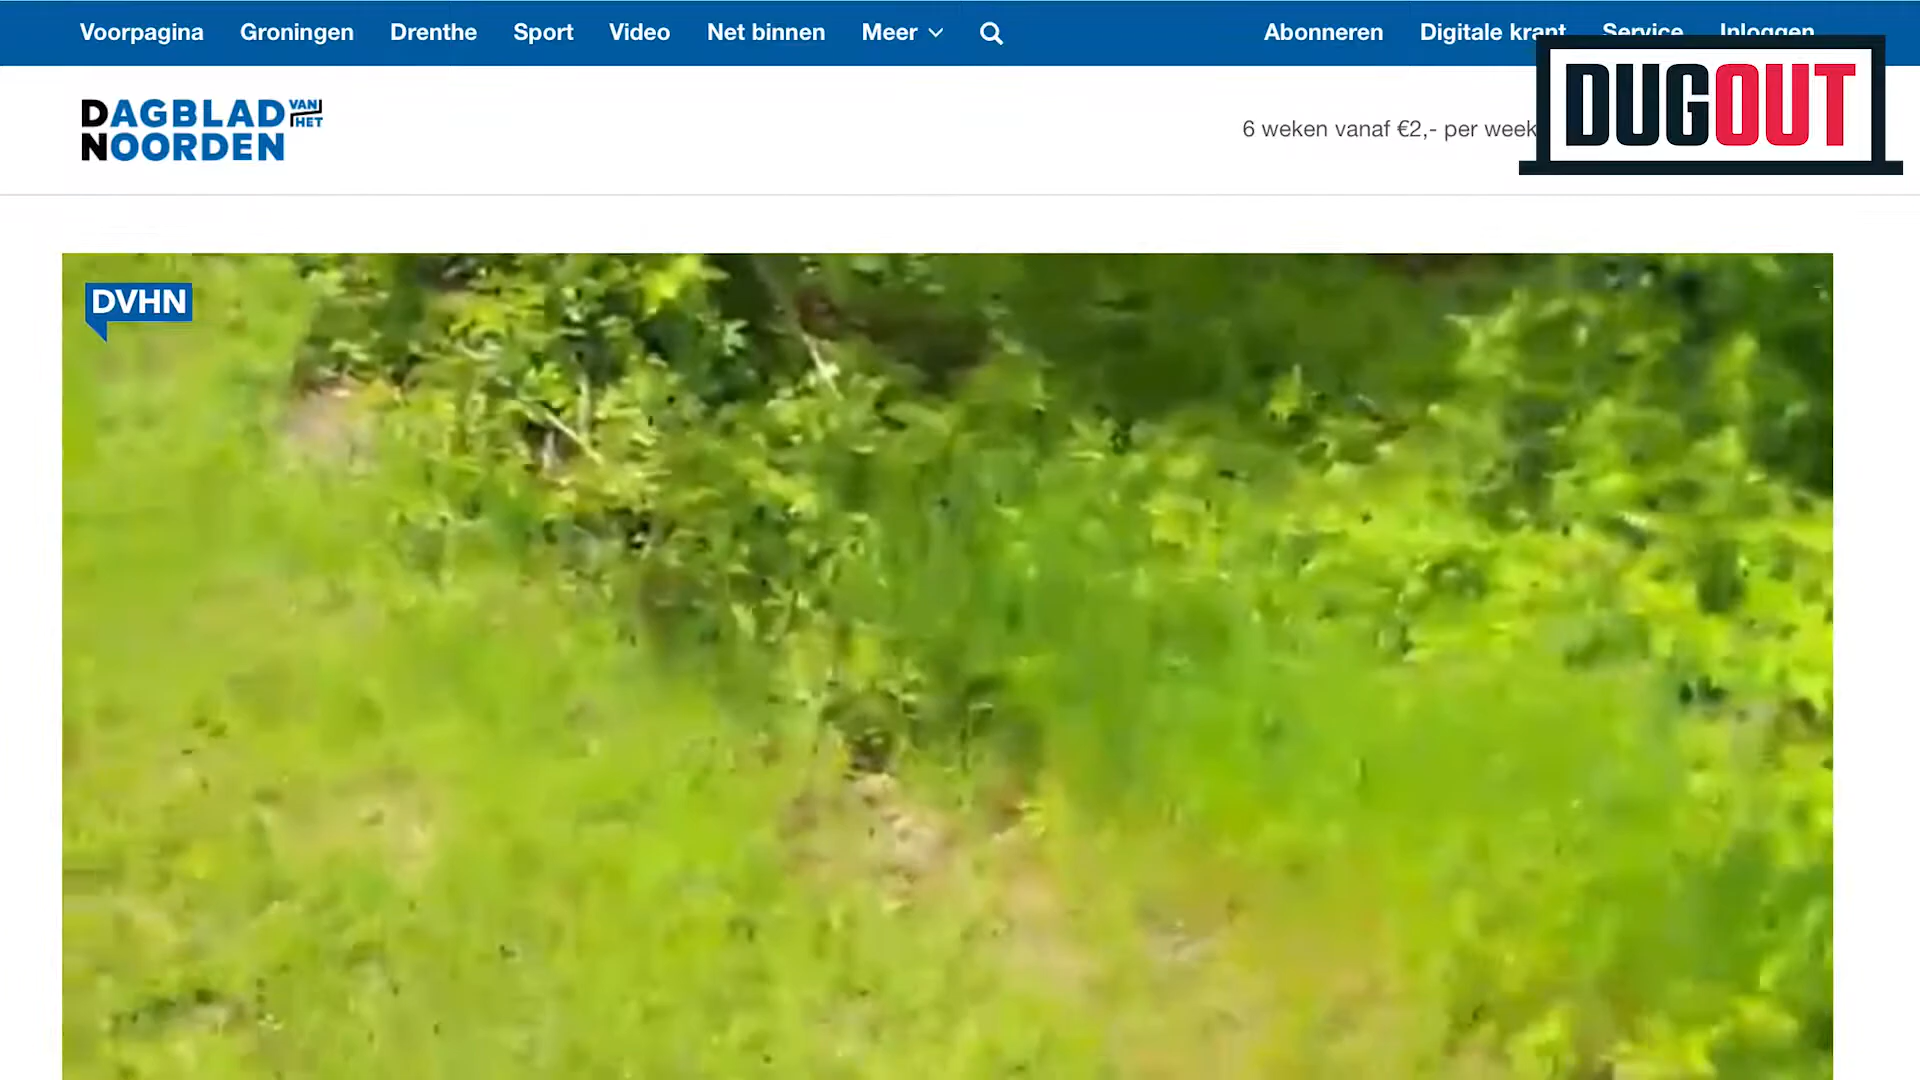 Voorpagina Groningen Drenthe Sport Video Net binnen Meer Abonneren Digitale krant Service Inloggen
DUGOUT
DAGBLAD VAN HET
NOORDEN
6 weken vanaf €2,- per week
DVHN